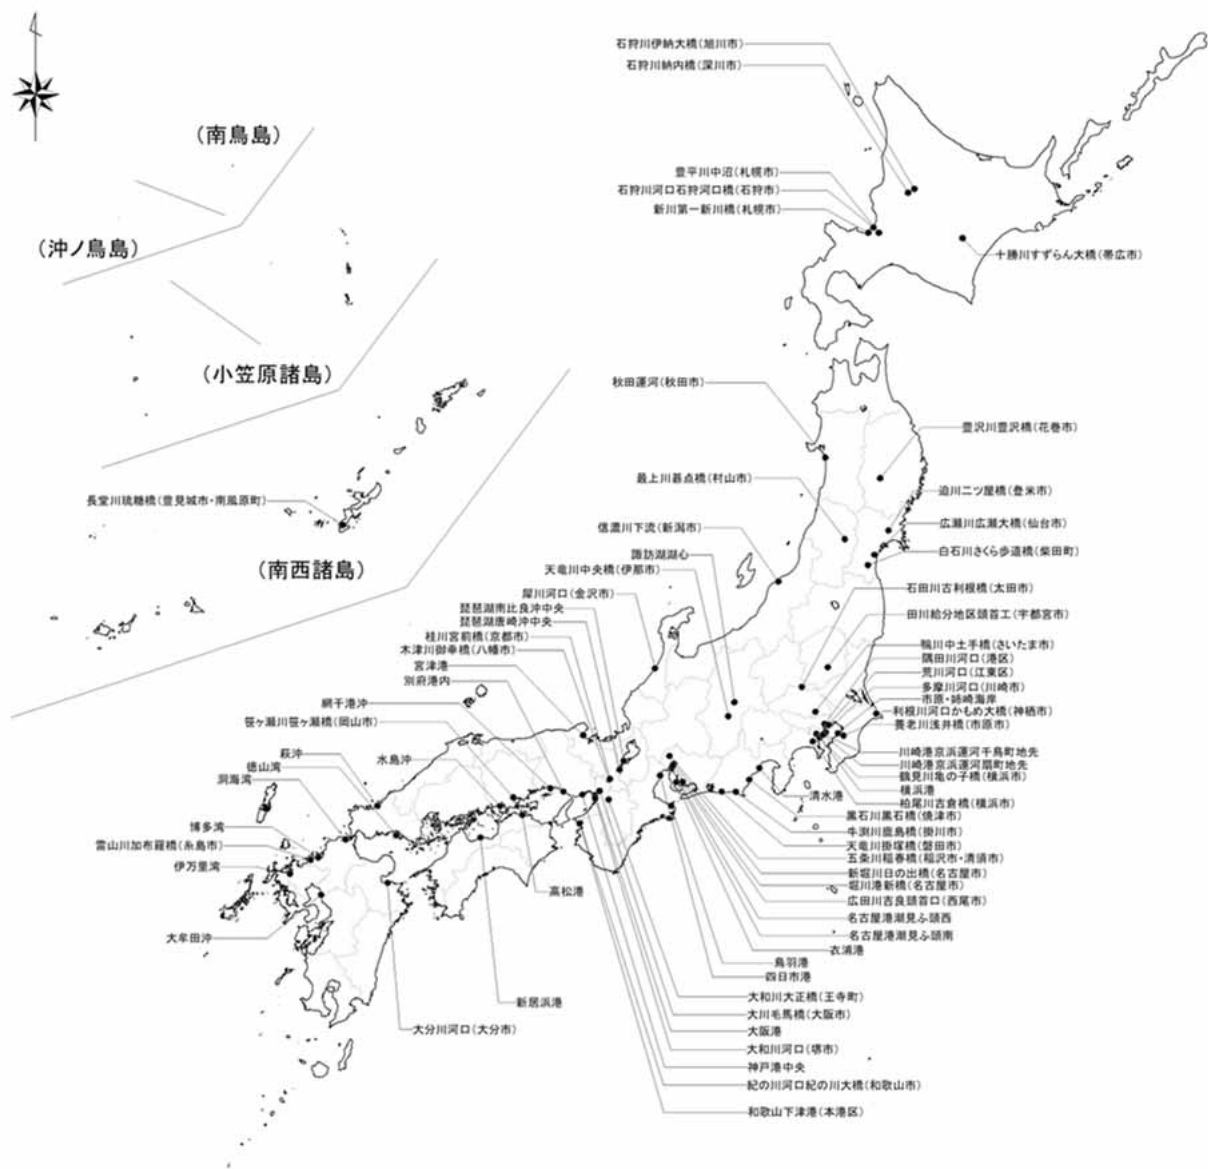 石狩川伊納大橋(旭川市)
石狩川納内橋(深川市)
(南鳥島)
豊平川中沼(札幌市)
石狩川河口石狩河口橋(石狩市)
新川第一新川橋(札幌市)
(沖ノ鳥島)
十勝川すずらん大橋(帯広市)
(小笠原諸島)
秋田運河(秋田市)
豊沢川豊沢橋(花巻市)
最上川碁点橋(村山市)
迫川二ツ屋橋(登米市)
長堂川琉糖橋(豊見城市・南風原町)
広瀬川広瀬大橋(仙台市)
信濃川下流(新潟市)
白石川さくら歩道橋(柴田町)
諏訪湖湖心
(南西諸島)
天竜川中央橋(伊那市)
石田川古利根橋(太田市)
犀川河口(金沢市)
琵琶湖南比良沖中央
田川給分地区頭首工(宇都宮市)
琵琶湖唐崎沖中央
桂川宮前橋(京都市)
鴨川中土手橋(さいたま市)
木津川御幸橋(八幡市)
隅田川河口(港区)
宮津港
荒川河口(江東区)
別府港内
多摩川河口(川崎市)
市原・姉崎海岸
網干港沖
利根川河口かもめ大橋(神栖市)
笹ヶ瀬川笹ヶ瀬橋(岡山市)
養老川浅井橋(市原市)
萩沖
水島沖
川崎港京浜運河千鳥町地先
徳山湾
川崎港京浜運河扇町地先
洞海湾
鶴見川亀の子橋(横浜市)
横浜港
清水港
柏尾川吉倉橋(横浜市)
黒石川黒石橋(焼津市)
博多湾
牛渕川鹿島橋(掛川市)
雷山川加布羅橋(糸島市)
天竜川掛塚橋(磐田市)
五条川稲春橋(稲沢市・清須市)
伊万里湾
新堀川日の出橋(名古屋市)
堀川港新橋(名古屋市)
高松港
広田川吉良頭首口(西尾市)
名古屋港潮見ふ頭西
大牟田沖
名古屋港潮見ふ頭南
衣浦港
鳥羽港
四日市港
新居浜港
大和川大正橋(王寺町)
大川毛馬橋(大阪市)
大分川河口(大分市)
大阪港
大和川河口(堺市)
神戸港中央
紀の川河口紀の川大橋(和歌山市)
和歌山下津港(本港区)